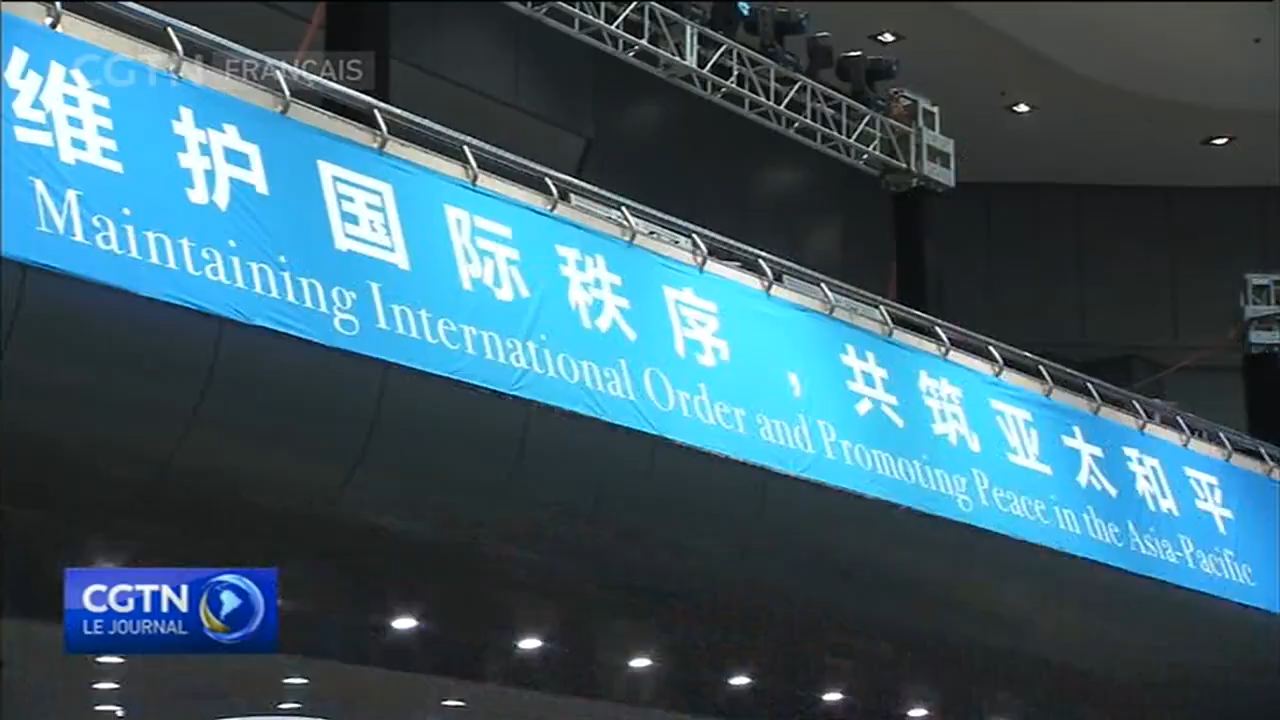 CGTN FRANÇAIS
维护国际秩序，共筑亚太和平
Maintaining International Order and Promoting Peace in the Asia-Pacific
CGTN
LE JOURNAL